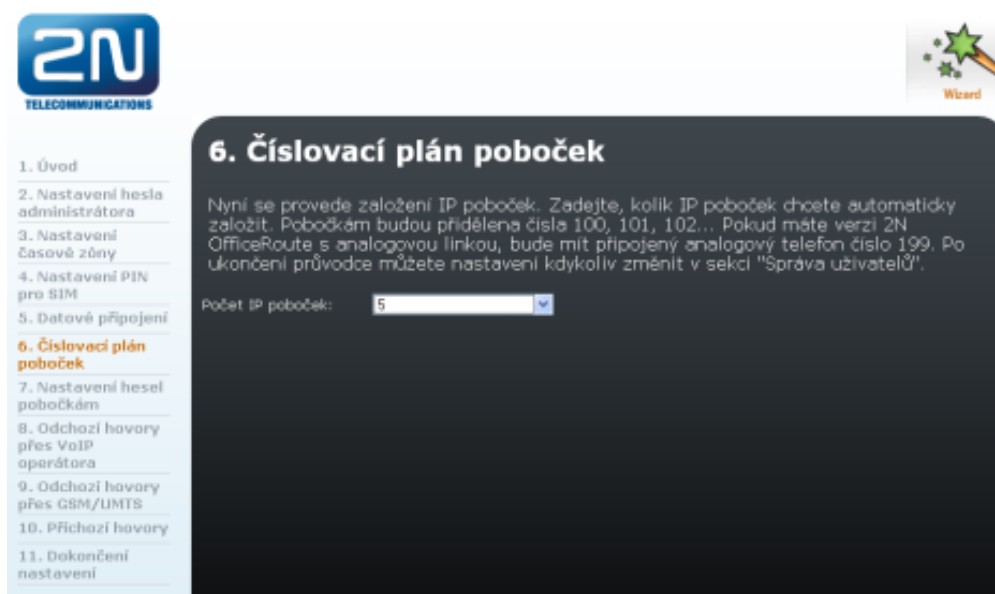 2N
TELECOMMUNICATIONS
Wizard
1. Úvod
2. Nastavení hesla
administrátora
3. Nastavení
časové zóny
4. Nastavení PIN
pro SIM
5. Datové připojení
6. Číslovací plán
poboček
7. Nastavení hesel
pobočkám
8. Odchozí hovory
přes VoIP
operátora
9. Odchozí hovory
přes GSM/UMTS
10. Příchozí hovory
11. Dokončení
nastavení
6. Číslovací plán poboček
Nyní se provede založení IP poboček. Zadejte, kolik IP poboček chcete automaticky
založit. Pobočkám budou přidělena čísla 100, 101, 102... Pokud máte verzi 2N
OfficeRoute s analogovou linkou, bude mít připojený analogový telefon číslo 199. Po
ukončení průvodce můžete nastavení kdykoliv změnit v sekci "Správa uživatelů".
Počet IP poboček: 5